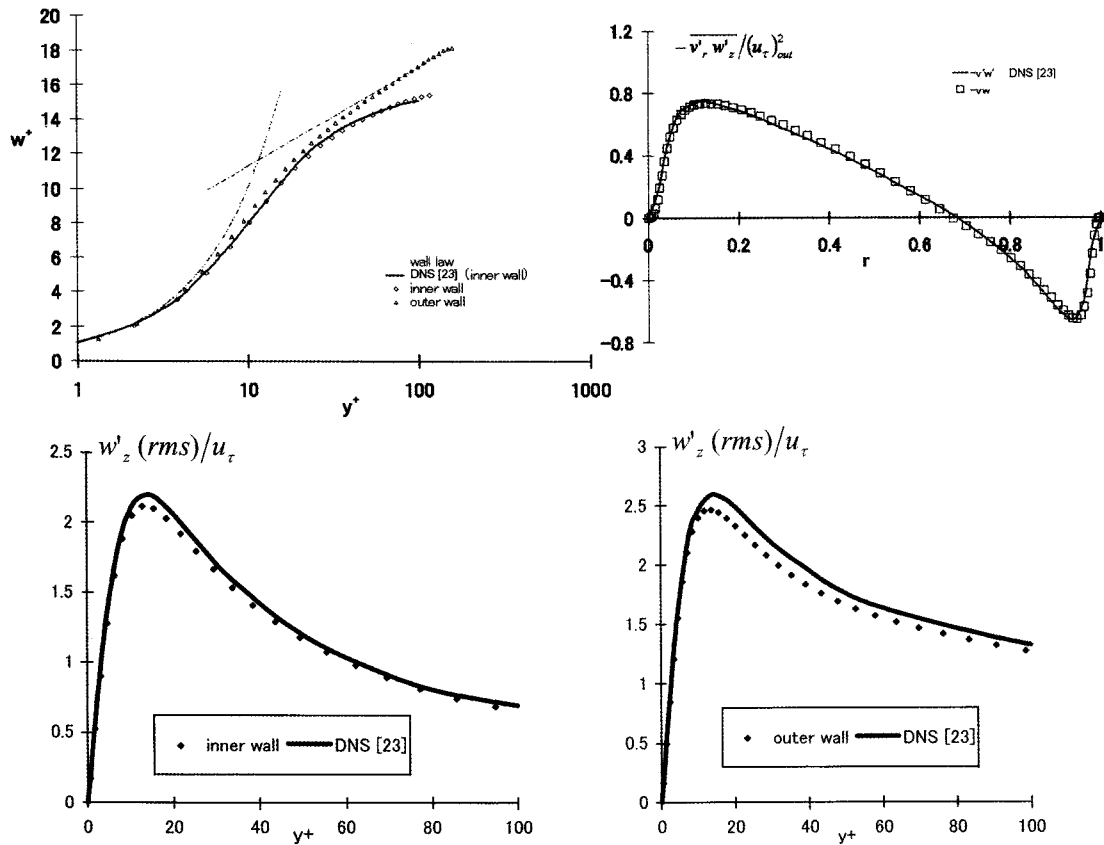 20
18
16
14
12
10
8
6
4
2
0
w⁺
1
10
100
1000
y⁺
wall law
DNS [23] (inner wall)
inner wall
outer wall
-v'r w'z/(uτ)²out
1.2
0.8
0.4
0
-0.4
-0.8
0
0.2
0.4
0.6
0.8
1
r
-v'w' DNS [23]
-vw
w'z (rms)/uτ
2.5
2
1.5
1
0.5
0
0
20
40
60
80
100
y+
inner wall
DNS [23]
w'z (rms)/uτ
3
2.5
2
1.5
1
0.5
0
0
20
40
60
80
100
y+
outer wall
DNS [23]